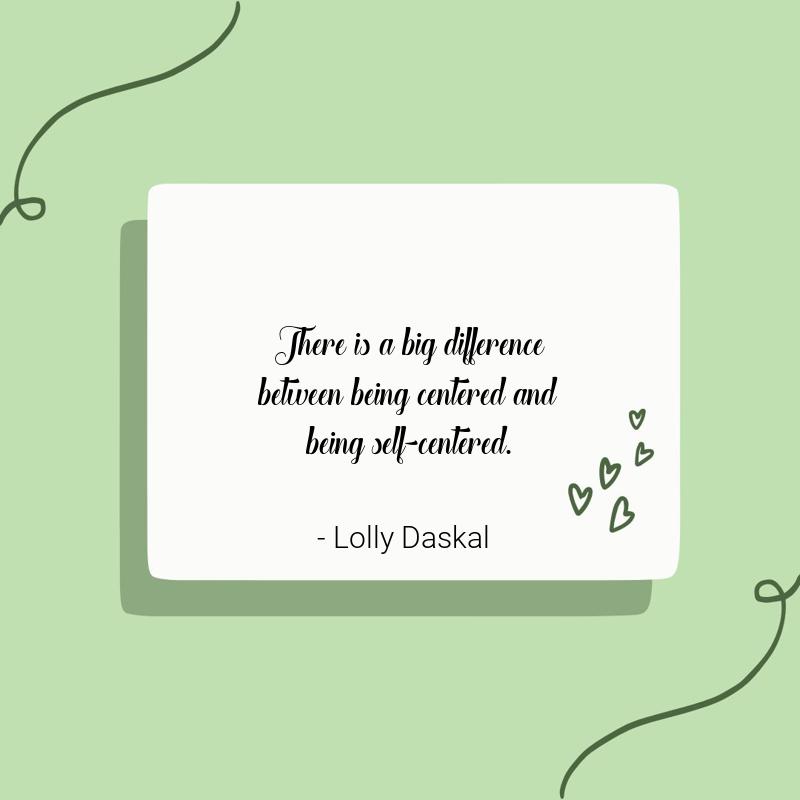 There is a big difference
between being centered and
being self-centered.
- Lolly Daskal